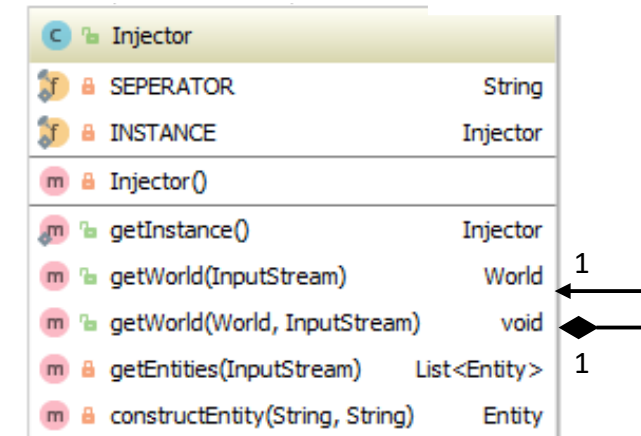 C Injector
f SEPERATOR String
f INSTANCE Injector
m Injector()
m getInstance() Injector
m getWorld(InputStream) World
1
m getWorld(World, InputStream) void
m getEntities(InputStream) List<Entity>
1
m constructEntity(String, String) Entity